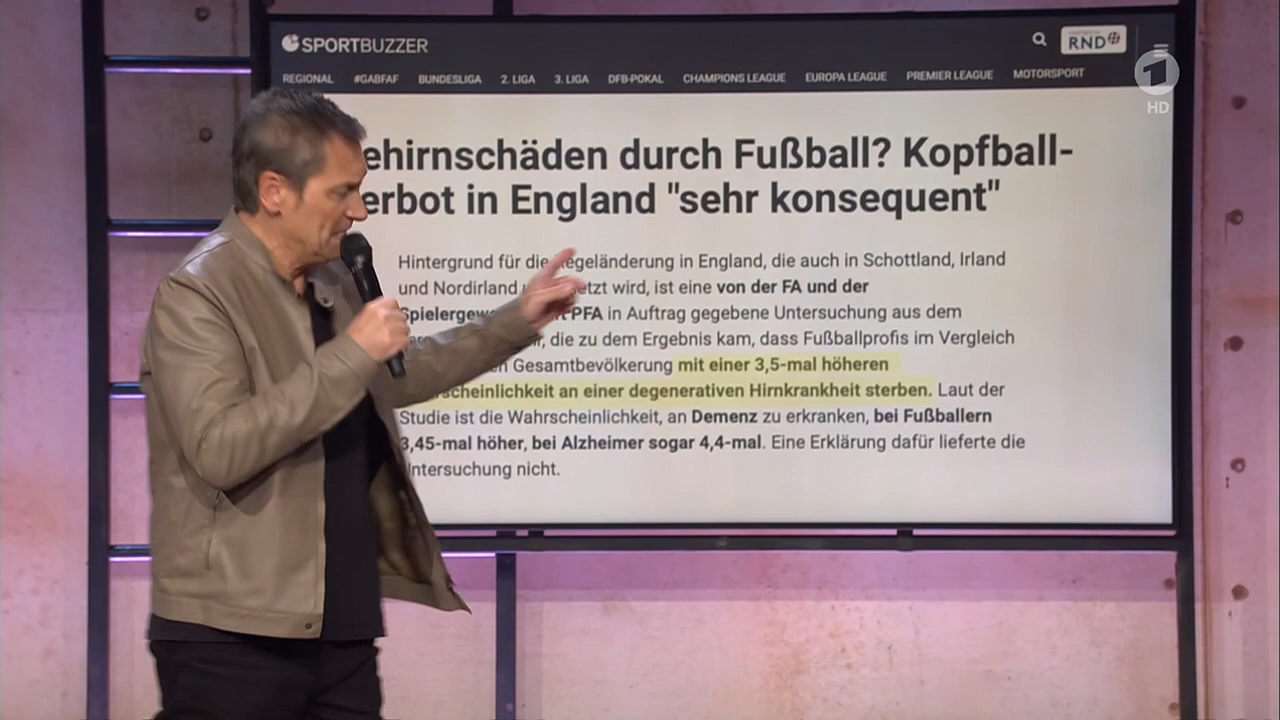 SPORTBUZZER
RND
REGIONAL #GABFAF BUNDESLIGA 2. LIGA 3. LIGA DFB-POKAL CHAMPIONS LEAGUE EUROPA LEAGUE PREMIER LEAGUE MOTORSPORT
1
HD
ehirnschäden durch Fußball? Kopfball-
erbot in England "sehr konsequent"
Hintergrund für die egeländerung in England, die auch in Schottland, Irland
und Nordirland etzt wird, ist eine von der FA und der
Spielergew PFA in Auftrag gegebene Untersuchung aus dem
r, die zu dem Ergebnis kam, dass Fußballprofis im Vergleich
n Gesamtbevölkerung mit einer 3,5-mal höheren
scheinlichkeit an einer degenerativen Hirnkrankheit sterben. Laut der
Studie ist die Wahrscheinlichkeit, an Demenz zu erkranken, bei Fußballern
3,45-mal höher, bei Alzheimer sogar 4,4-mal. Eine Erklärung dafür lieferte die
ntersuchung nicht.